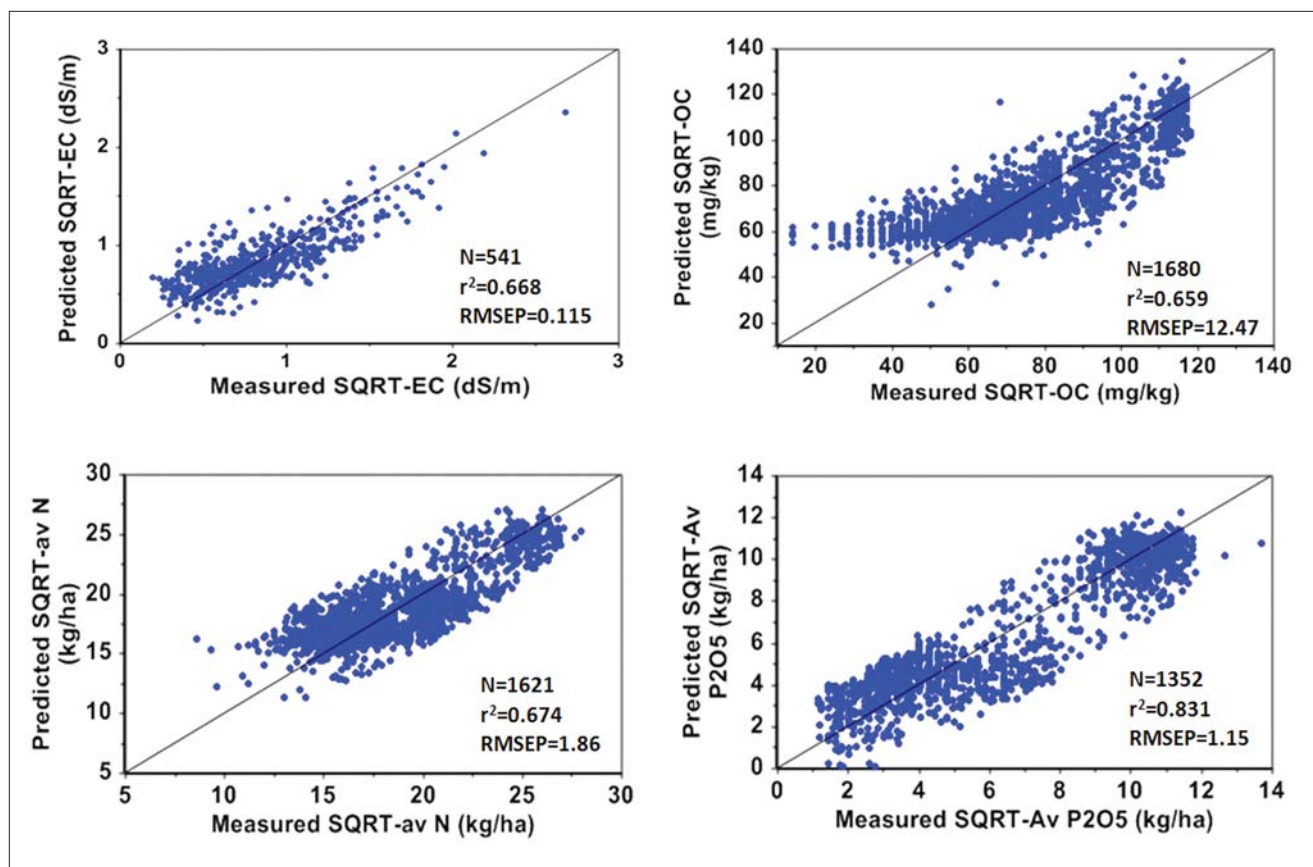 Predicted SQRT-EC (dS/m)
3
2
1
0
0 1 2 3
Measured SQRT-EC (dS/m)
N=541
r²=0.668
RMSEP=0.115
Predicted SQRT-OC
(mg/kg)
140
120
100
80
60
40
20
20 40 60 80 100 120 140
Measured SQRT-OC (mg/kg)
N=1680
r²=0.659
RMSEP=12.47
Predicted SQRT-av N
(kg/ha)
30
25
20
15
10
5
5 10 15 20 25 30
Measured SQRT-av N (kg/ha)
N=1621
r²=0.674
RMSEP=1.86
Predicted SQRT-Av
P2O5 (kg/ha)
14
12
10
8
6
4
2
0
0 2 4 6 8 10 12 14
Measured SQRT-Av P2O5 (kg/ha)
N=1352
r²=0.831
RMSEP=1.15